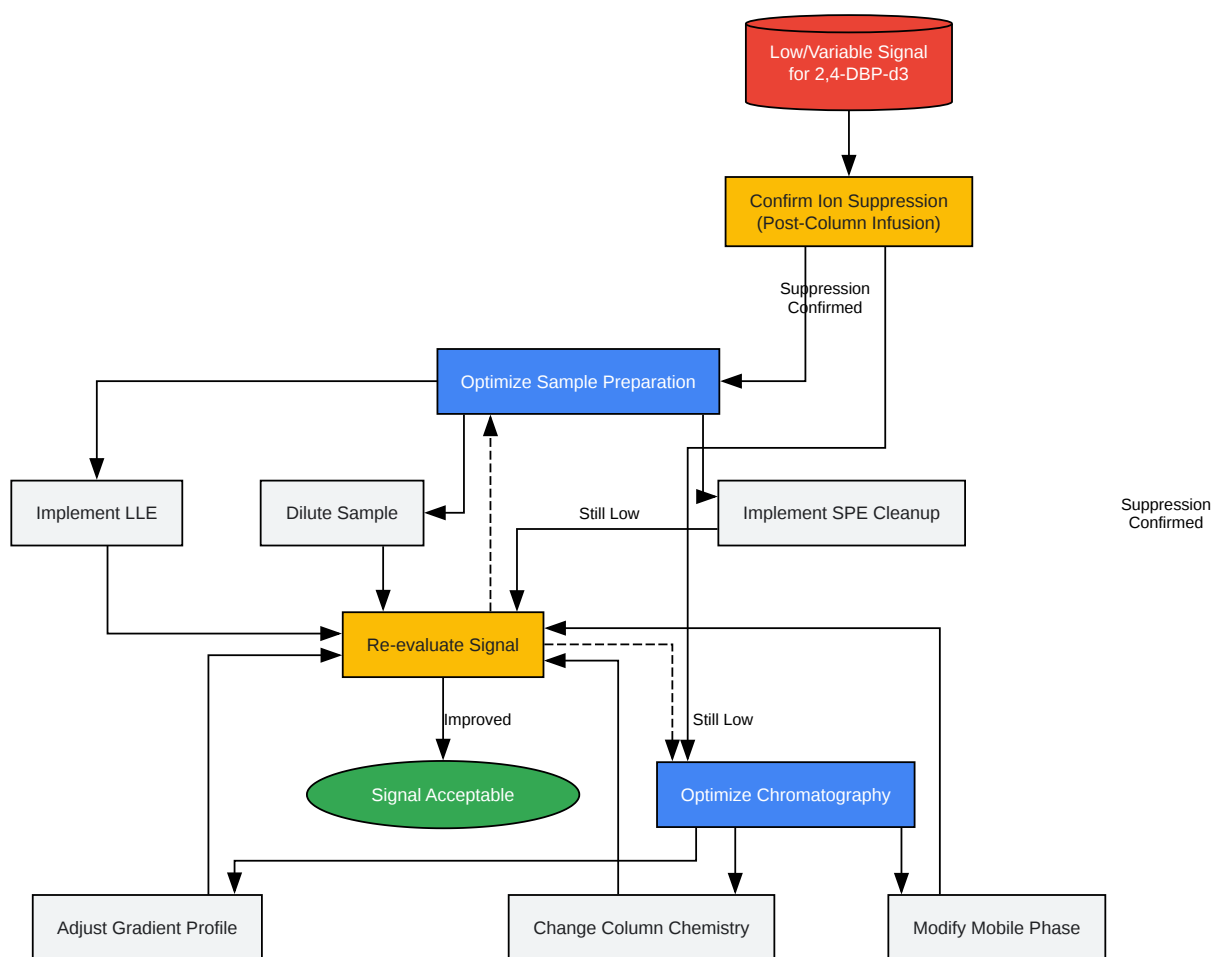 Low/Variable Signal
for 2,4-DBP-d3
Confirm Ion Suppression
(Post-Column Infusion)
Suppression
Confirmed
Optimize Sample Preparation
Implement LLE
Dilute Sample
Still Low
Implement SPE Cleanup
Suppression
Confirmed
Re-evaluate Signal
Improved
Still Low
Signal Acceptable
Optimize Chromatography
Adjust Gradient Profile
Change Column Chemistry
Modify Mobile Phase